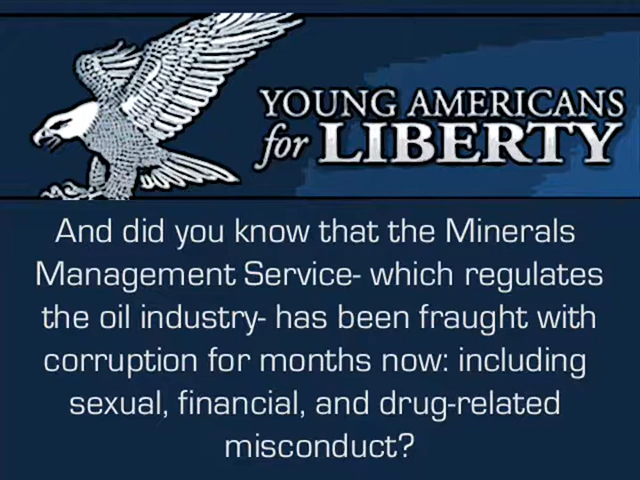 YOUNG AMERICANS
for LIBERTY
And did you know that the Minerals
Management Service- which regulates
the oil industry- has been fraught with
corruption for months now: including
sexual, financial, and drug-related
misconduct?